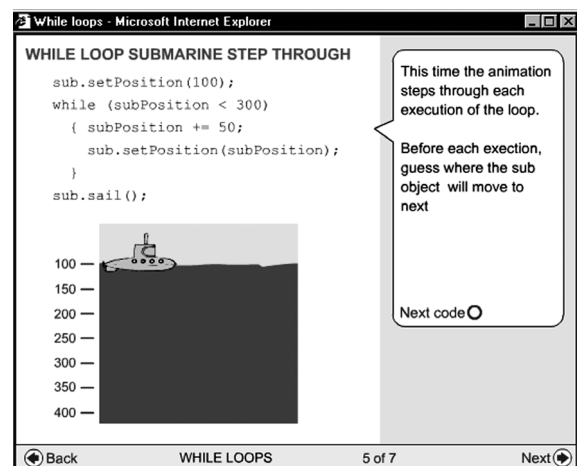 While loops - Microsoft Internet Explorer
WHILE LOOP SUBMARINE STEP THROUGH
sub.setPosition(100);
while (subPosition < 300)
{ subPosition += 50;
sub.setPosition(subPosition);
}
sub.sail();
This time the animation
steps through each
execution of the loop.
Before each exection,
guess where the sub
object will move to
next
Next code
100
150
200
250
300
350
400
Back
WHILE LOOPS
5 of 7
Next